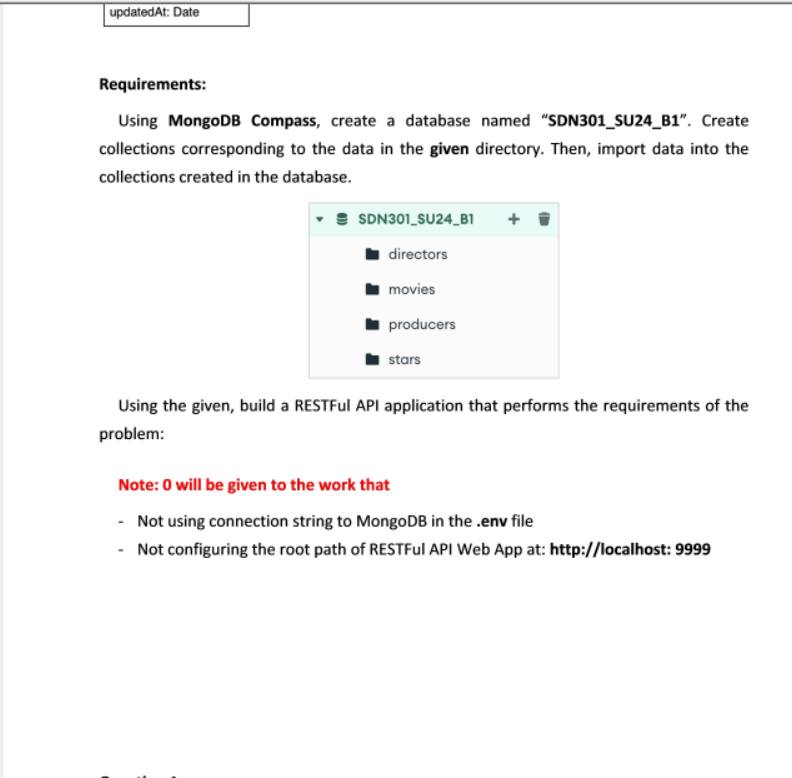 updatedAt: Date
Requirements:
Using MongoDB Compass, create a database named “SDN301_SU24_B1”. Create
collections corresponding to the data in the given directory. Then, import data into the
collections created in the database.
SDN301_SU24_B1
directors
movies
producers
stars
Using the given, build a RESTFul API application that performs the requirements of the
problem:
Note: 0 will be given to the work that
- Not using connection string to MongoDB in the .env file
- Not configuring the root path of RESTFul API Web App at: http://localhost: 9999